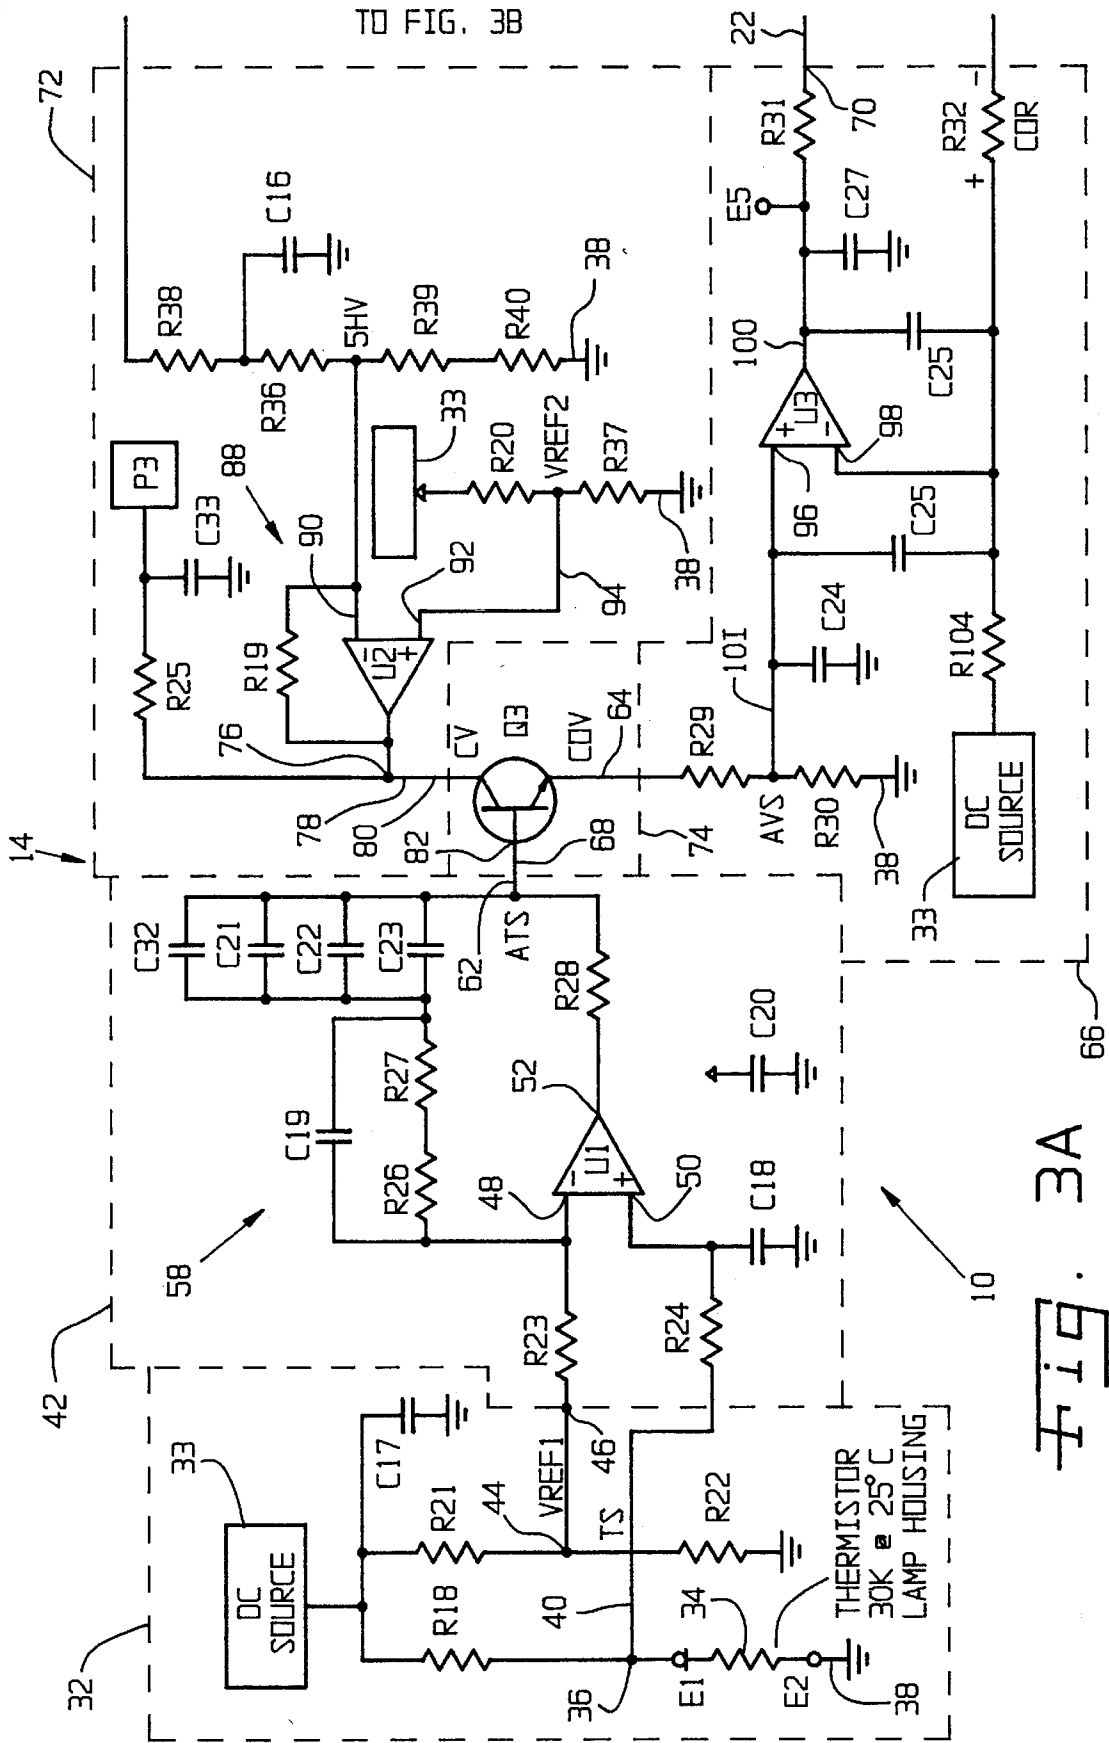 TO FIG. 3B
72
22
R38
C16
5HV
R39
R40
38
R36
P3
C33
R25
88
90
33
R20
VREF2
R37
38
92
94
R19
U2
−
+
76
78
80
CV
Q3
COV
64
82
68
74
R31
70
E5
C27
R32
COR
−
+
100
U3
+
−
96
98
C25
C25
101
C24
R104
R29
AVS
R30
38
DC
SOURCE
33
66
14
62
ATS
C32
C21
C22
C23
R28
C20
58
C19
R27
R26
52
U1
−
+
48
50
C18
10
42
R23
R24
46
VREF1
44
TS
40
33
DC
SOURCE
C17
R21
R18
R22
32
36
34
E1
E2
38
THERMISTOR
30K @ 25°C
LAMP HOUSING
Fig. 3A